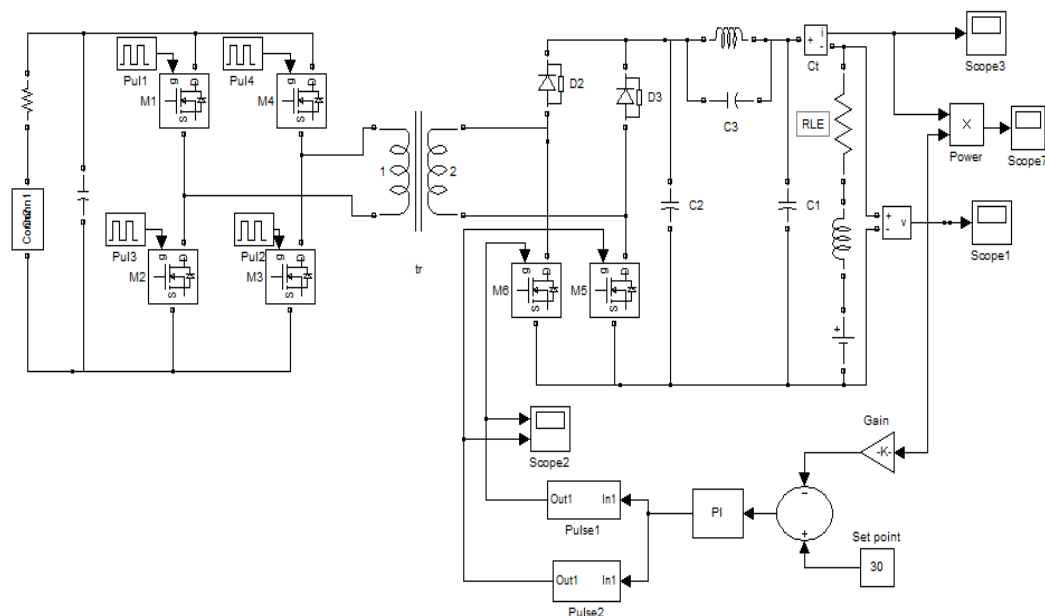 Pul1
Pul4
g
D
S
M1
g
D
S
M4
Pul3
Pul2
g
D
S
M2
g
D
S
M3
1
2
tr
D2
D3
C3
C2
C1
i
+
-
Ct
RLE
Scope3
X
Power
Scope7
+
-
v
Scope1
+
g
D
S
M6
g
D
S
M5
Scope2
Gain
-K-
Out1
In1
Pulse1
Out1
In1
Pulse2
PI
−
+
Set point
30